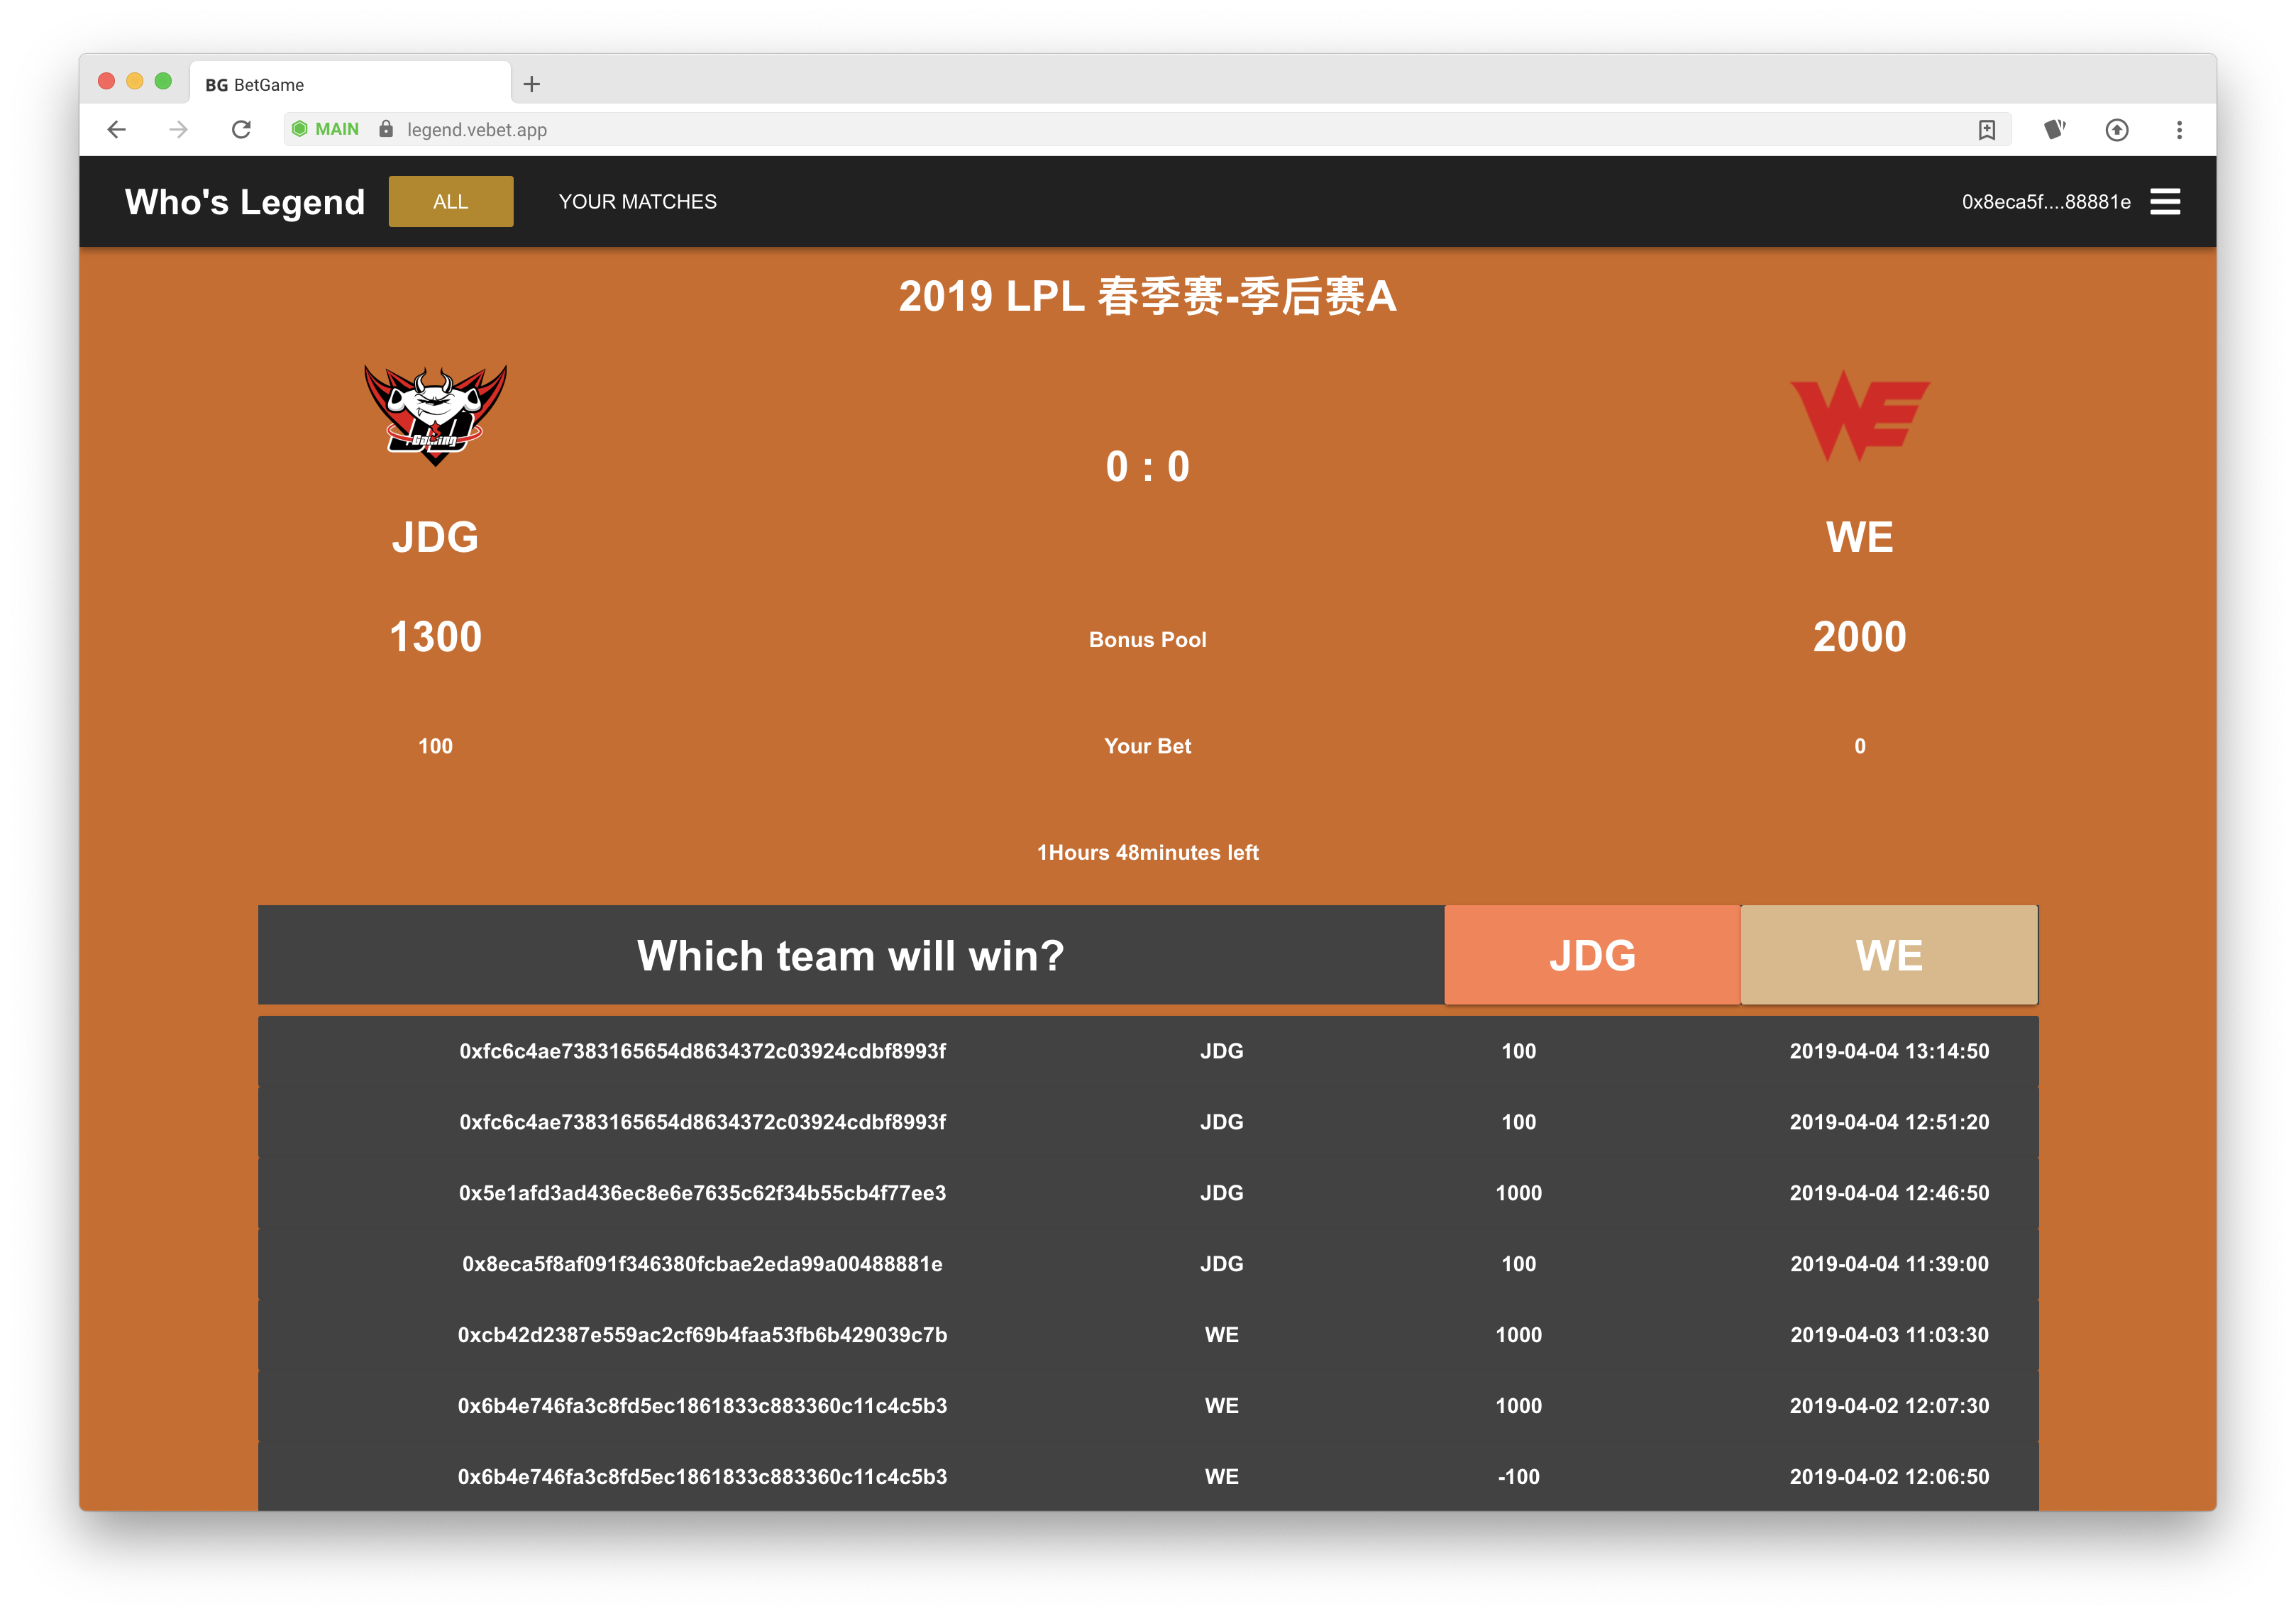 BG BetGame
MAIN legend.vebet.app
Who's Legend ALL YOUR MATCHES 0x8eca5f....88881e
2019 LPL 春季赛-季后赛A
Gaming
WE
0 : 0
JDG WE
1300 Bonus Pool 2000
100 Your Bet 0
1Hours 48minutes left
Which team will win? JDG WE
0xfc6c4ae7383165654d8634372c03924cdbf8993f JDG 100 2019-04-04 13:14:50
0xfc6c4ae7383165654d8634372c03924cdbf8993f JDG 100 2019-04-04 12:51:20
0x5e1afd3ad436ec8e6e7635c62f34b55cb4f77ee3 JDG 1000 2019-04-04 12:46:50
0x8eca5f8af091f346380fcbae2eda99a00488881e JDG 100 2019-04-04 11:39:00
0xcb42d2387e559ac2cf69b4faa53fb6b429039c7b WE 1000 2019-04-03 11:03:30
0x6b4e746fa3c8fd5ec1861833c883360c11c4c5b3 WE 1000 2019-04-02 12:07:30
0x6b4e746fa3c8fd5ec1861833c883360c11c4c5b3 WE -100 2019-04-02 12:06:50